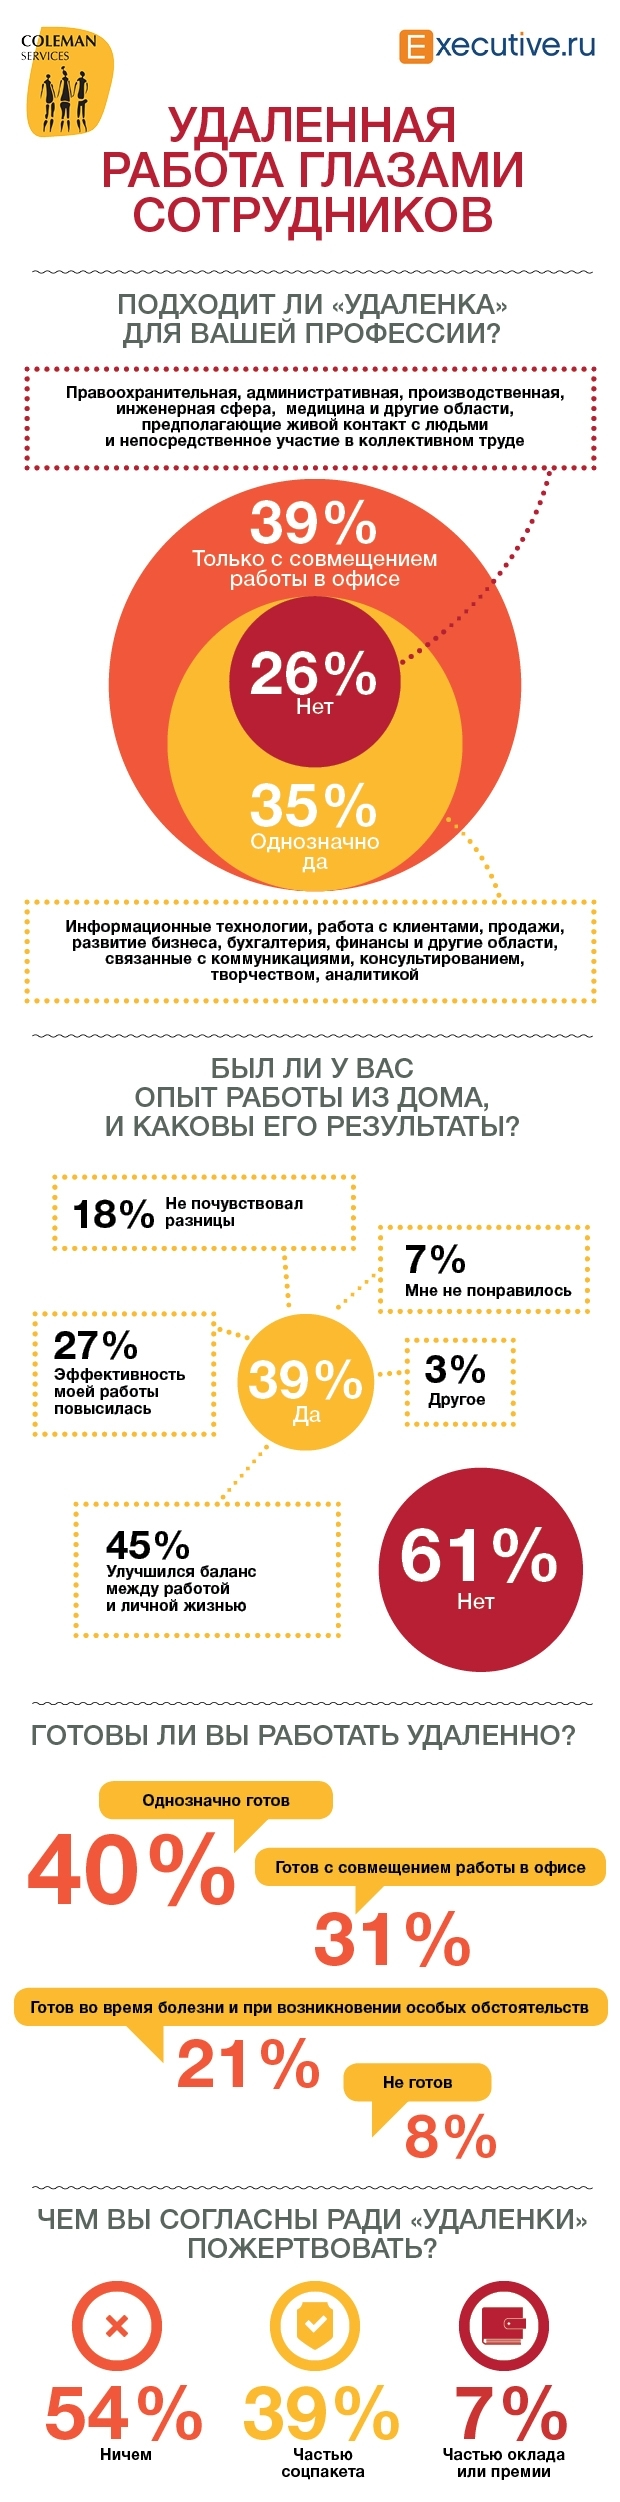 COLEMAN
SERVICES
Executive.ru
УДАЛЕННАЯ
РАБОТА ГЛАЗАМИ
СОТРУДНИКОВ
ПОДХОДИТ ЛИ «УДАЛЕНКА»
ДЛЯ ВАШЕЙ ПРОФЕССИИ?
Правоохранительная, административная, производственная,
инженерная сфера, медицина и другие области,
предполагающие живой контакт с людьми
и непосредственное участие в коллективном труде
39%
Только с совмещением
работы в офисе
26%
Нет
35%
Однозначно
да
Информационные технологии, работа с клиентами, продажи,
развитие бизнеса, бухгалтерия, финансы и другие области,
связанные с коммуникациями, консультированием,
творчеством, аналитикой
БЫЛ ЛИ У ВАС
ОПЫТ РАБОТЫ ИЗ ДОМА,
И КАКОВЫ ЕГО РЕЗУЛЬТАТЫ?
18% Не почувствовал
разницы
7%
Мне не понравилось
27%
Эффективность
моей работы
повысилась
39%
Да
3%
Другое
45%
Улучшился баланс
между работой
и личной жизнью
61%
Нет
ГОТОВЫ ЛИ ВЫ РАБОТАТЬ УДАЛЕННО?
Однозначно готов
40%
Готов с совмещением работы в офисе
31%
Готов во время болезни и при возникновении особых обстоятельств
21%
Не готов
8%
ЧЕМ ВЫ СОГЛАСНЫ РАДИ «УДАЛЕНКИ»
ПОЖЕРТВОВАТЬ?
54%
Ничем
39%
Частью
соцпакета
7%
Частью оклада
или премии